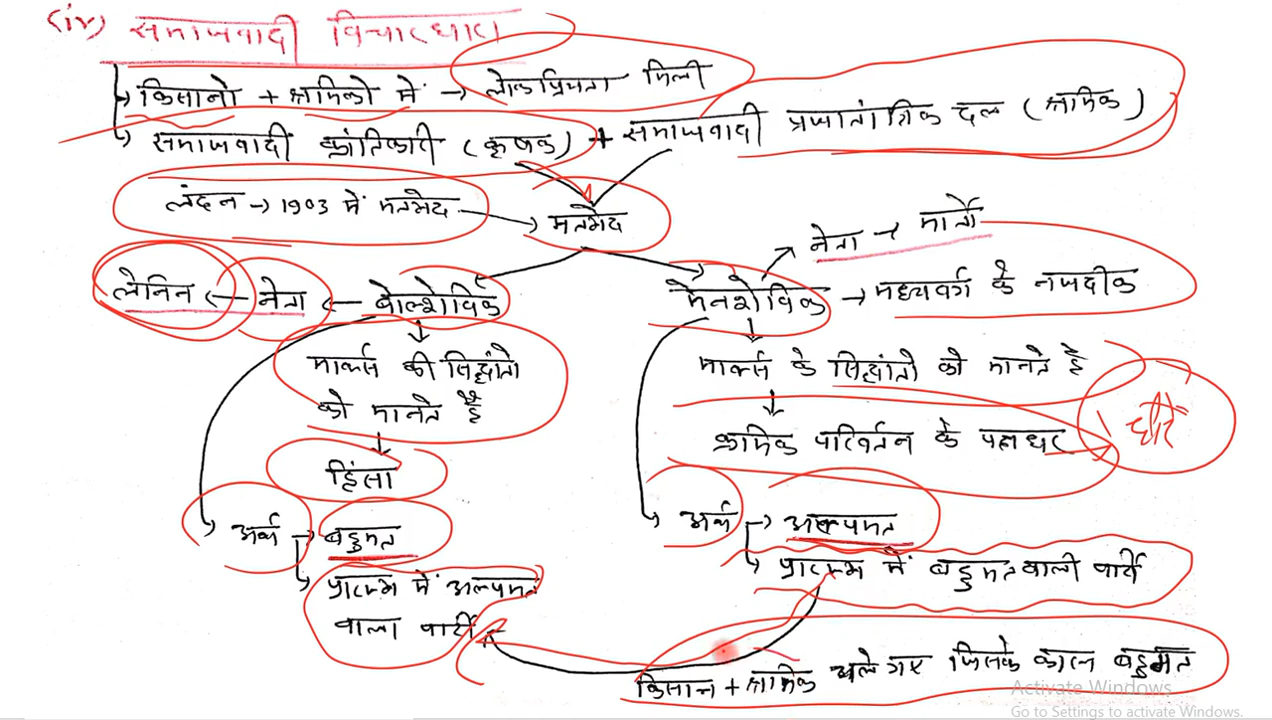 (iv) समाजवादी विचारधारा
किसानो + श्रमिको में → लोकप्रियता मिली
समाजवादी क्रांतिकारी (कृषक) + समाजवादी प्रजातांत्रिक दल (श्रमिक)
लंदन → 1903 में मतभेद → मतभेद
नेता → मार्तो
लेनिन ← नेता ← बोल्शेविक
मेनशेविक → मध्यवर्ग के नजदीक
मार्क्स की सिद्धांतो को मानते है
मार्क्स के सिद्धांतो को मानते है
हिंसा
क्रमिक परिवर्तन के पक्षधर
धीरे
अर्थ → बहुमत
प्रारम्भ में अल्पमत वाला पार्टी
अर्थ → अल्पमत
प्रारम्भ में बहुमत वाली पार्टी
किसान + श्रमिक चले गए जिसके कारण बहुमत
Activate Windows
Go to Settings to activate Windows.